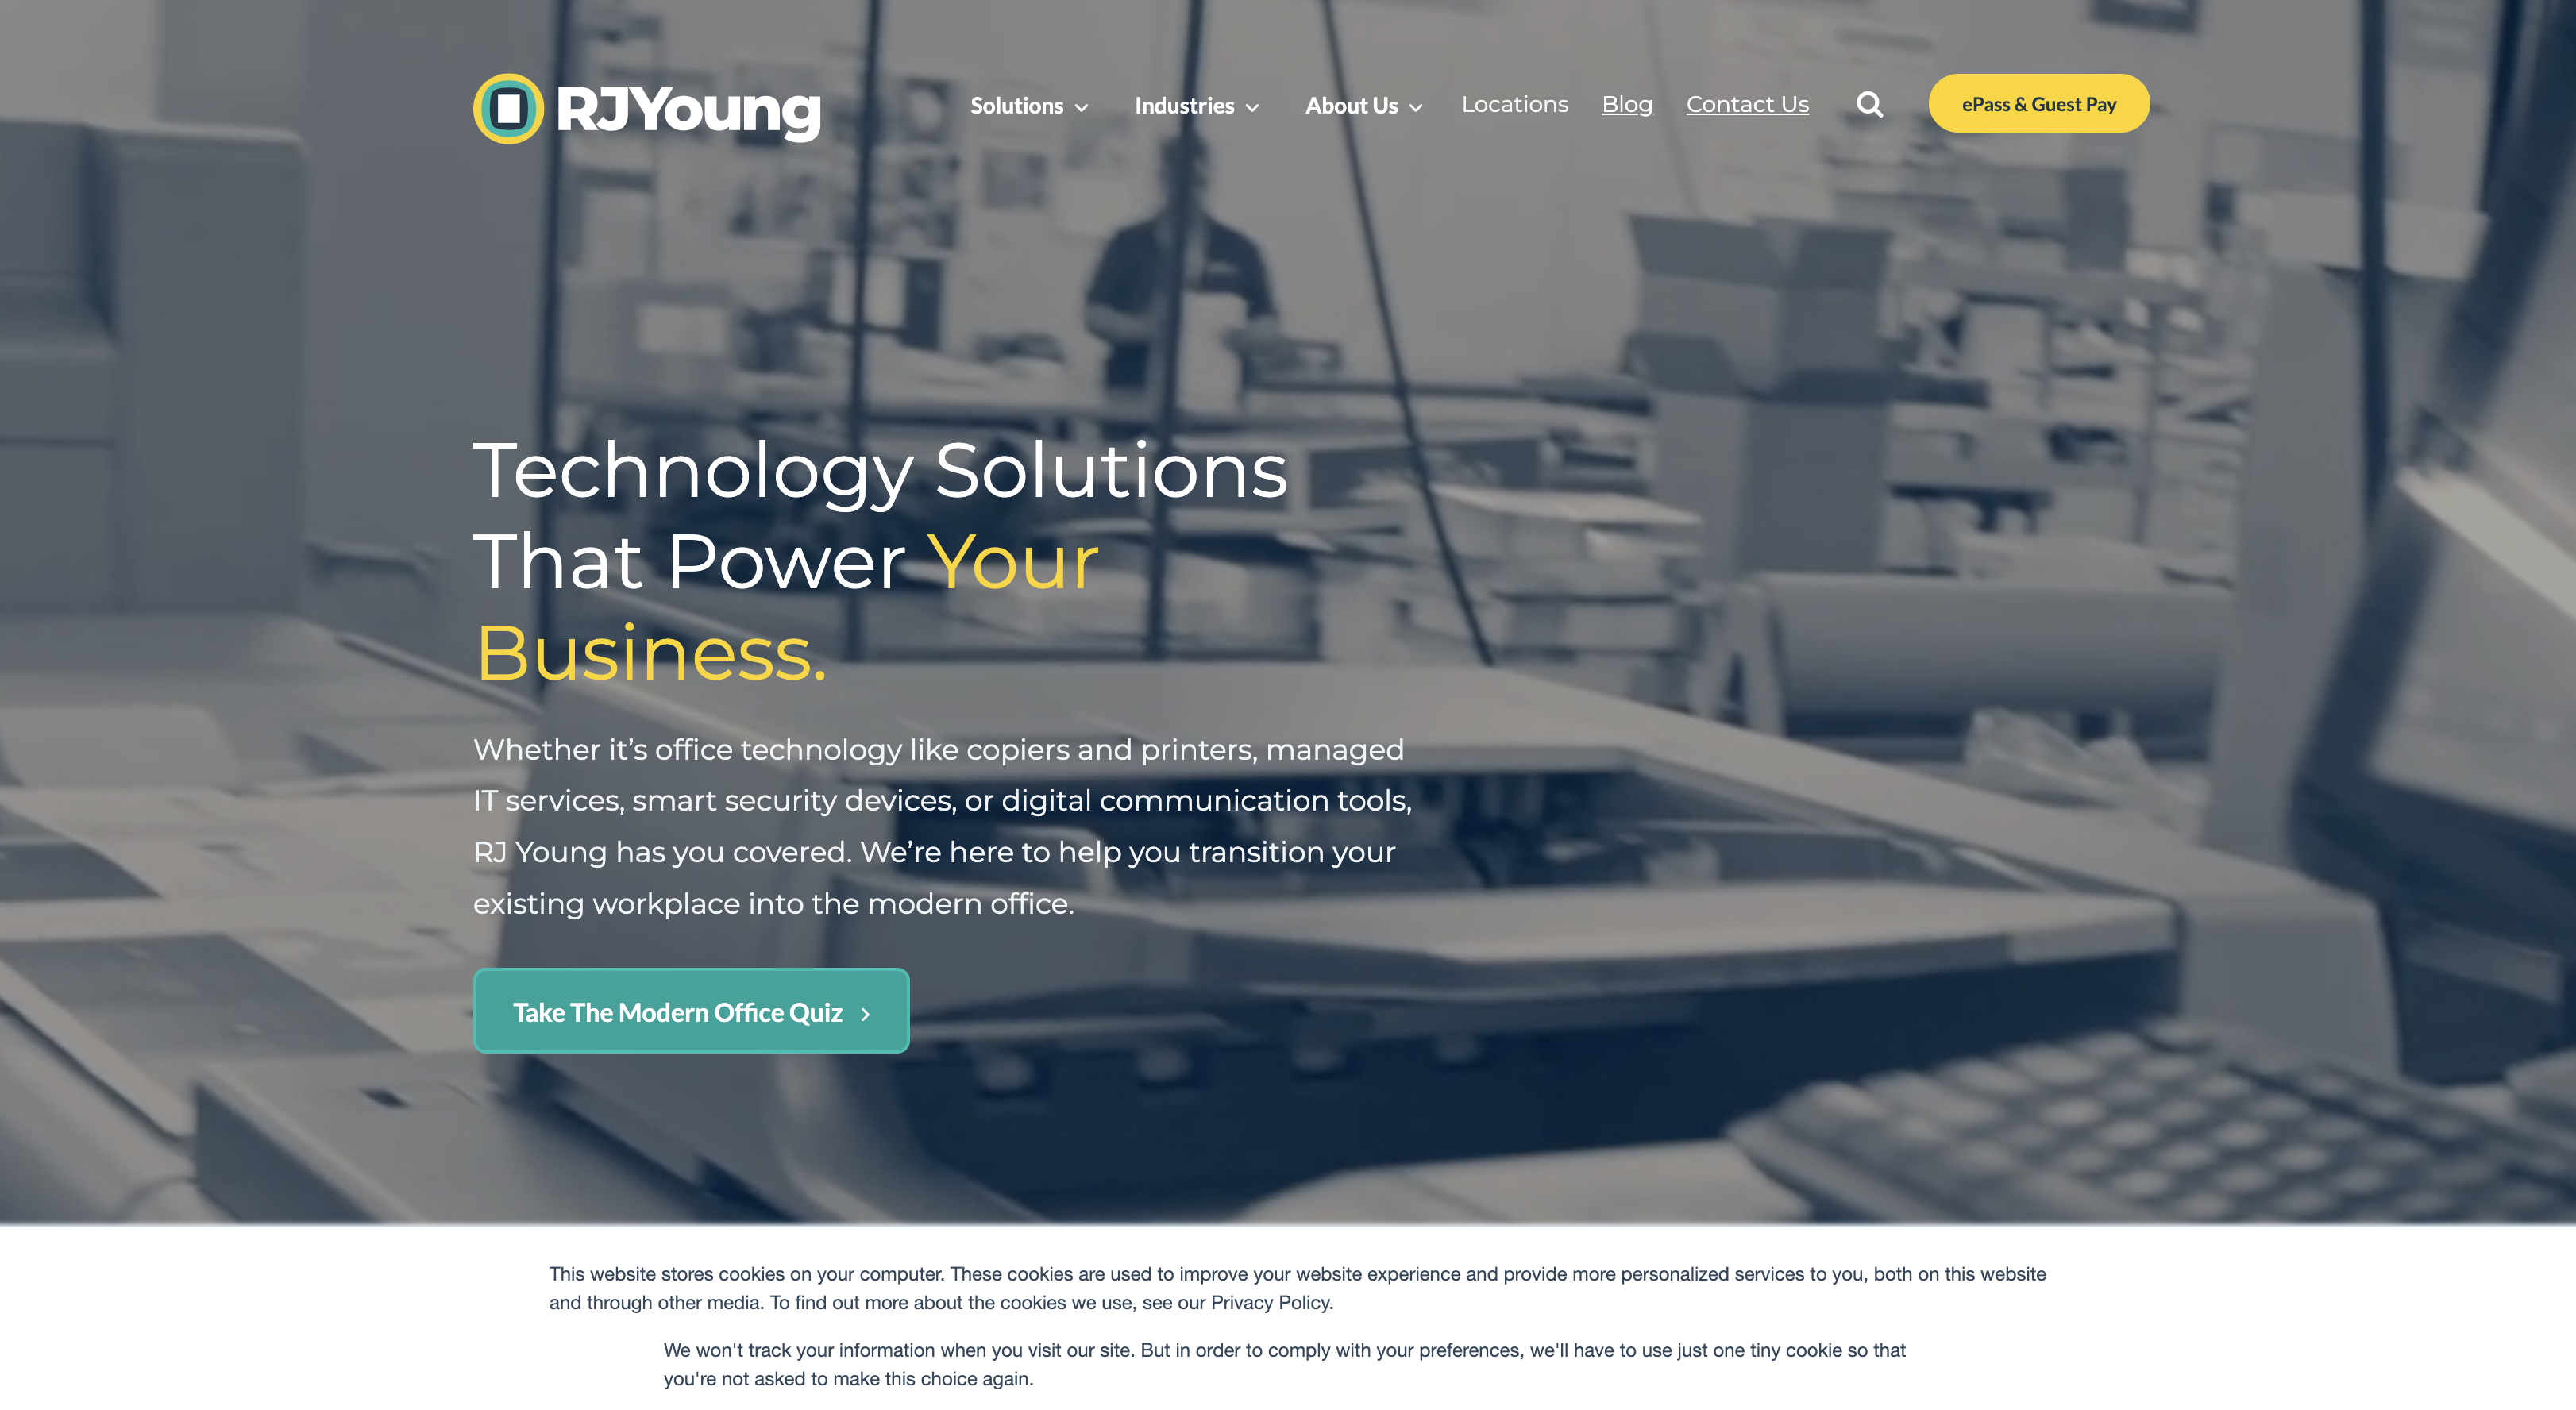 RJYoung
Solutions
Industries
About Us
Locations
Blog
Contact Us
ePass & Guest Pay
Technology Solutions
That Power Your
Business.
Whether it’s office technology like copiers and printers, managed
IT services, smart security devices, or digital communication tools,
RJ Young has you covered. We’re here to help you transition your
existing workplace into the modern office.
Take The Modern Office Quiz
This website stores cookies on your computer. These cookies are used to improve your website experience and provide more personalized services to you, both on this website
and through other media. To find out more about the cookies we use, see our Privacy Policy.
We won't track your information when you visit our site. But in order to comply with your preferences, we'll have to use just one tiny cookie so that
you're not asked to make this choice again.